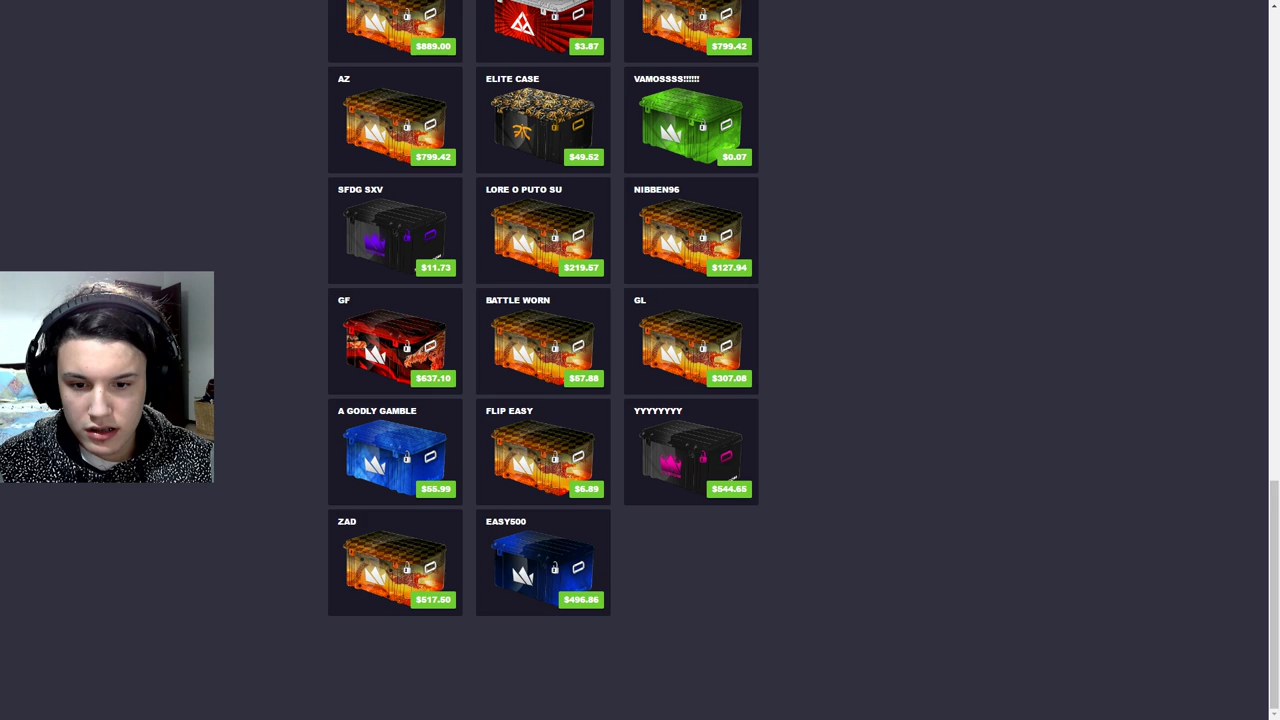 $889.00
$3.87
$799.42
AZ
$799.42
ELITE CASE
$49.52
VAMOSSSS!!!!!!
$0.07
SFDG SXV
$11.73
LORE O PUTO SU
$219.57
NIBBEN96
$127.94
GF
$637.10
BATTLE WORN
$57.88
GL
$307.08
A GODLY GAMBLE
$55.99
FLIP EASY
$6.89
YYYYYYYY
$544.65
ZAD
$517.50
EASY500
$496.86